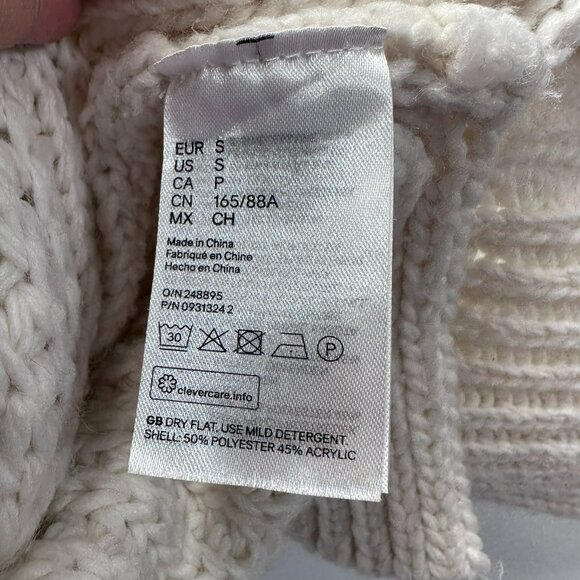 EUR S
US S
CA P
CN 165/88A
MX CH
Made in China
Fabriqué en Chine
Hecho en China
O/N 248895
P/N 0931324 2
30 P
clevercare.info
GB DRY FLAT. USE MILD DETERGENT.
SHELL: 50% POLYESTER 45% ACRYLIC